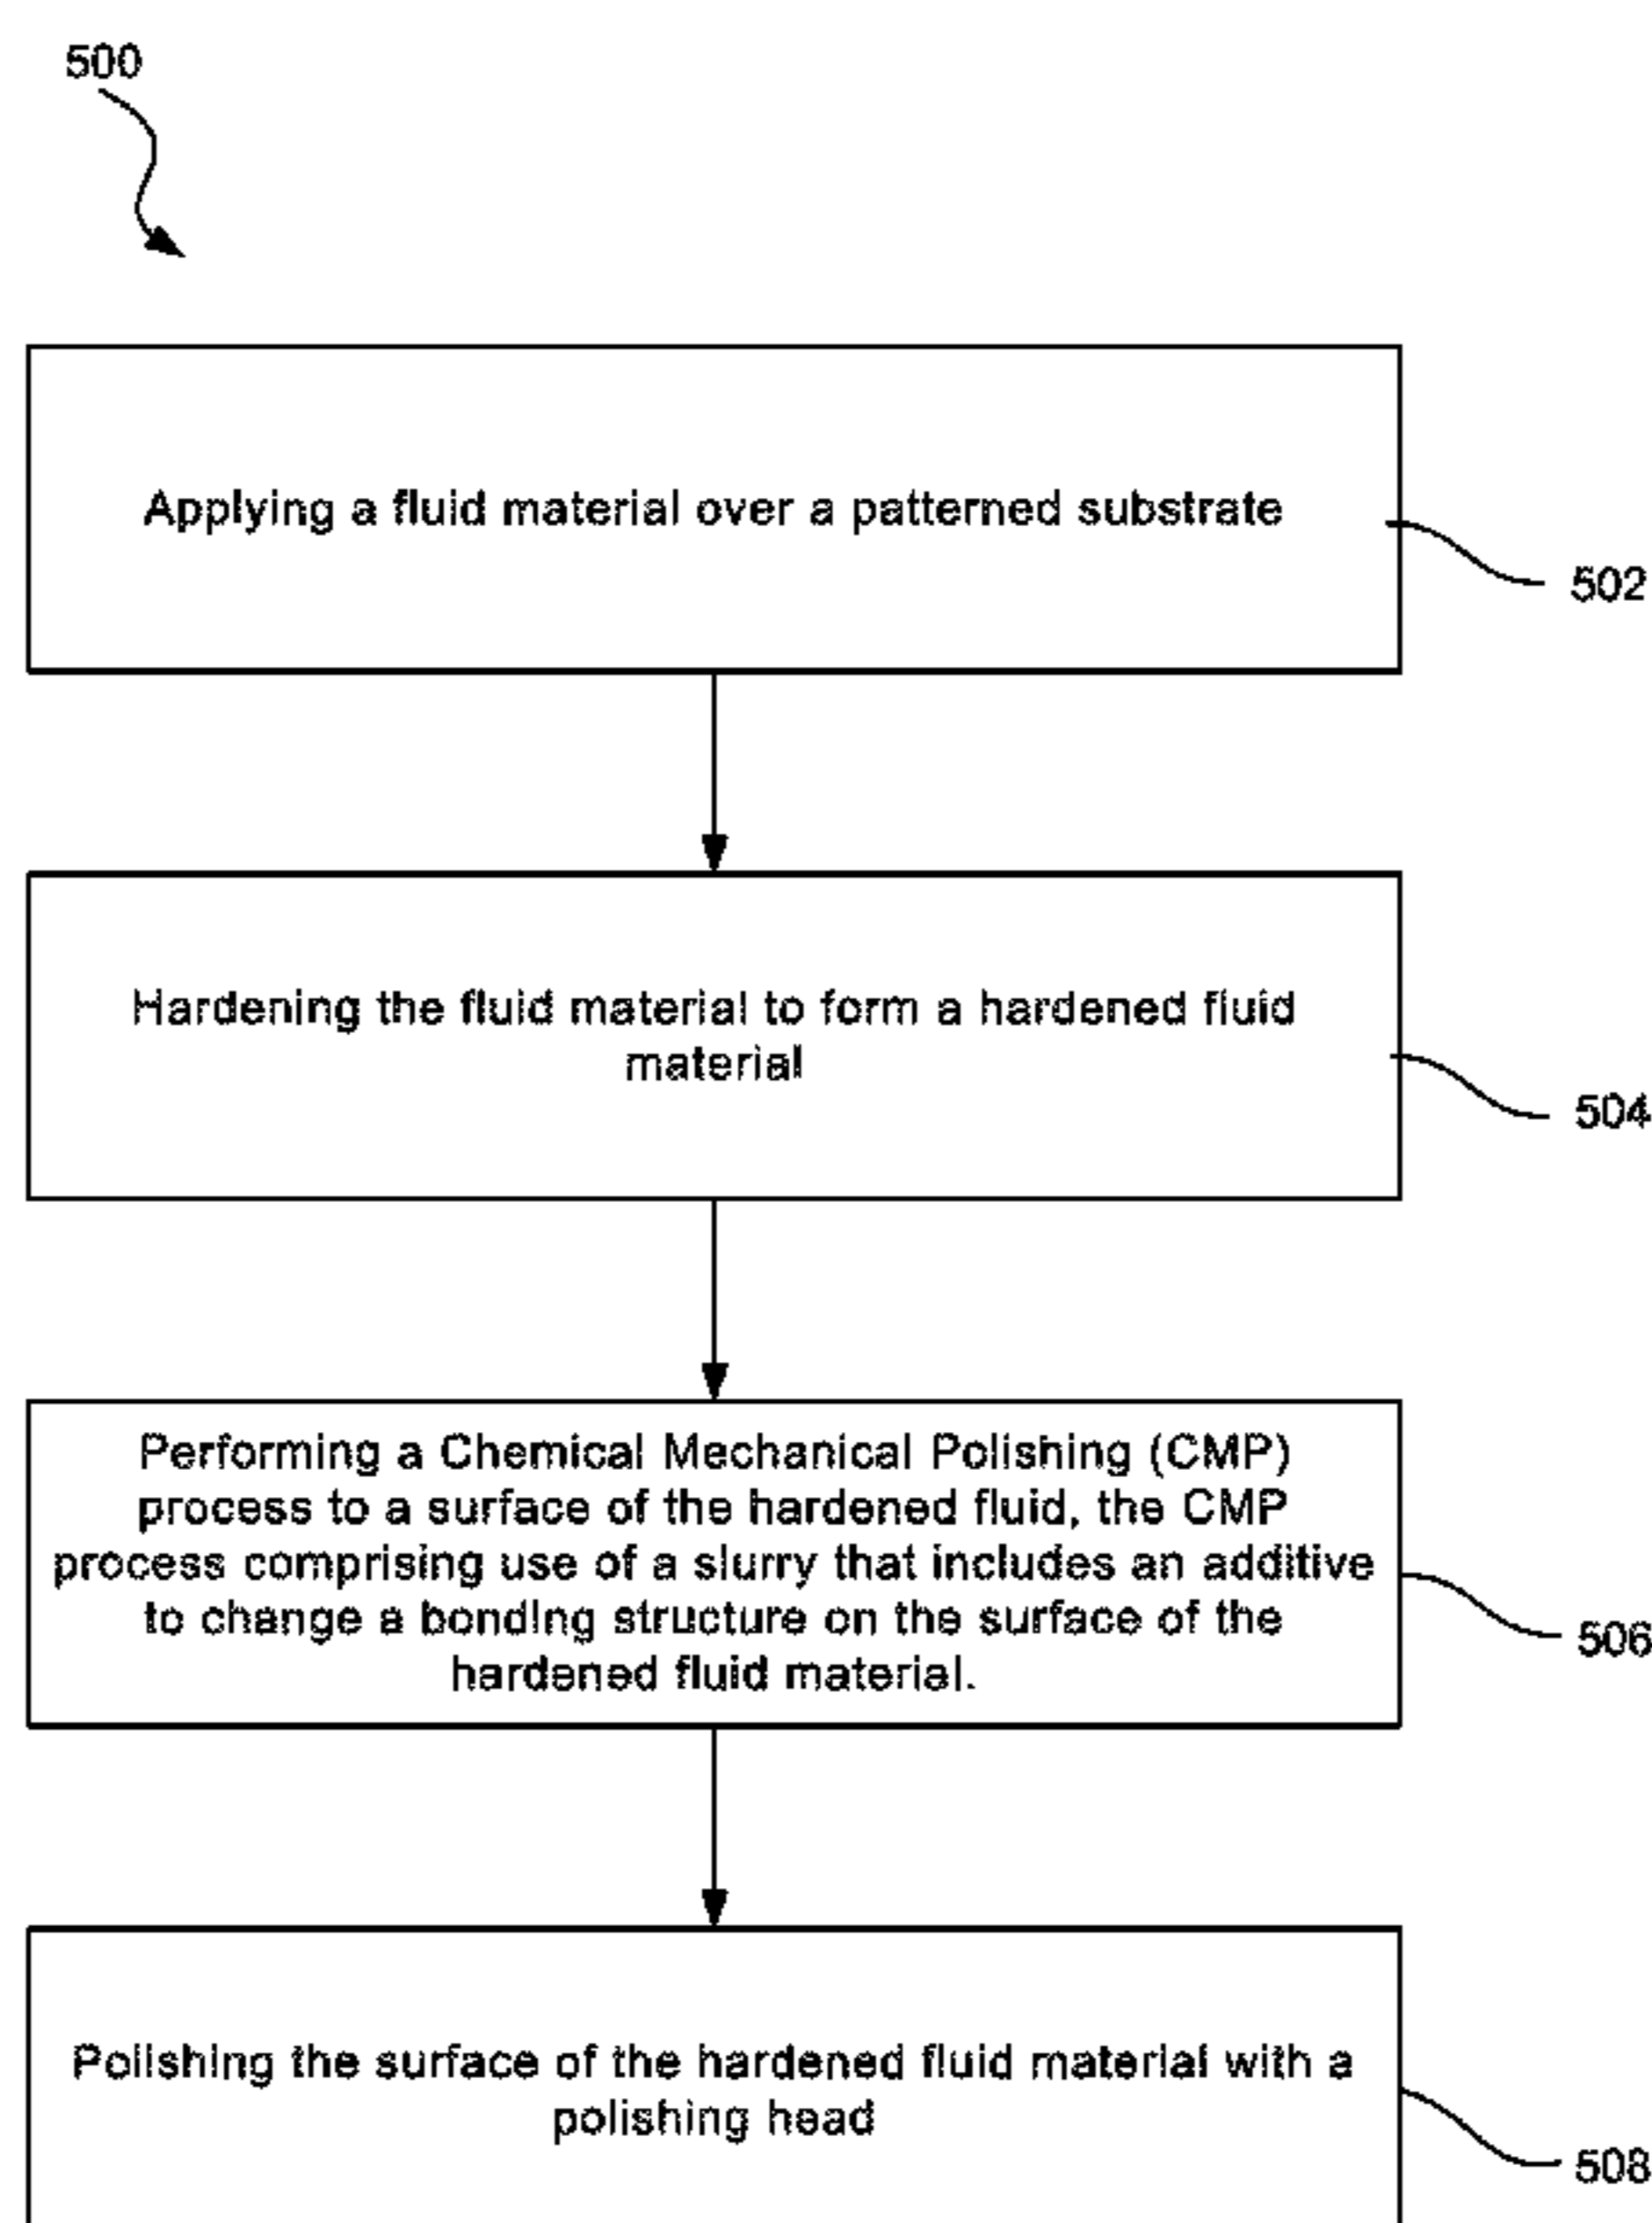 500
Applying a fluid material over a patterned substrate
502
Hardening the fluid material to form a hardened fluid
material
504
Performing a Chemical Mechanical Polishing (CMP)
process to a surface of the hardened fluid, the CMP
process comprising use of a slurry that includes an additive
to change a bonding structure on the surface of the
hardened fluid material.
506
Polishing the surface of the hardened fluid material with a
polishing head
508